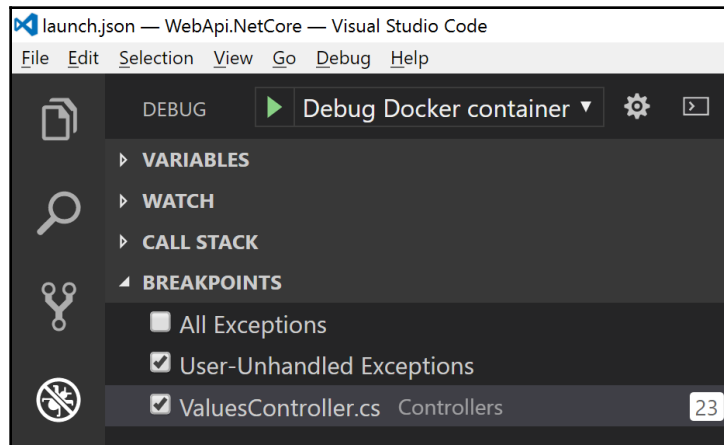 launch.json — WebApi.NetCore — Visual Studio Code
File Edit Selection View Go Debug Help
DEBUG Debug Docker container
VARIABLES
WATCH
CALL STACK
BREAKPOINTS
All Exceptions
User-Unhandled Exceptions
ValuesController.cs Controllers 23